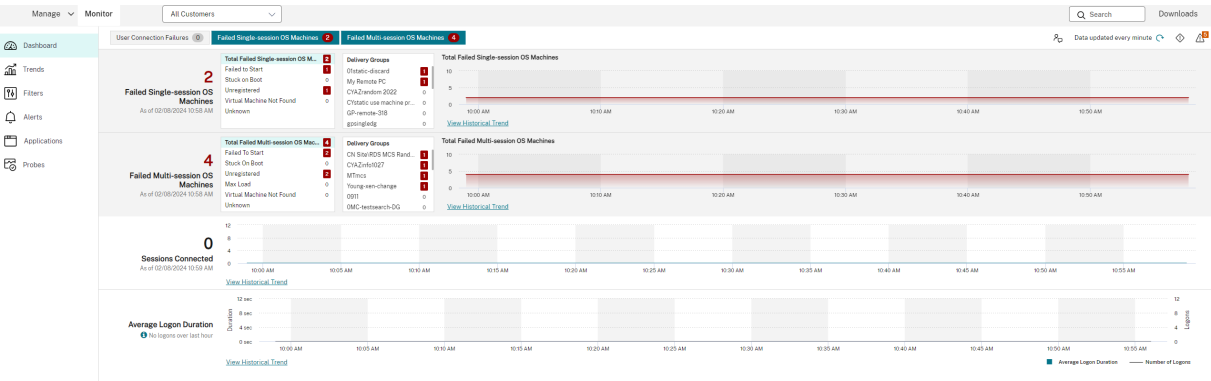 Manage Monitor All Customers Search Downloads
User Connection Failures 0 Failed Single-session OS Machines 2 Failed Multi-session OS Machines 4 Data updated every minute 3
Dashboard
Trends
Filters
Alerts
Applications
Probes
2
Failed Single-session OS
Machines
As of 02/08/2024 10:58 AM
Total Failed Single-session OS M... 2
Failed to Start 1
Stuck on Boot 0
Unregistered 1
Virtual Machine Not Found 0
Unknown
Delivery Groups
01static-discard 1
My Remote PC 1
CYAZrandom 2022 0
CYstatic use machine pr... 0
GP-remote-318 0
gpsingledg 0
Total Failed Single-session OS Machines
10
5
0
10:00 AM 10:10 AM 10:20 AM 10:30 AM 10:40 AM 10:50 AM
View Historical Trend
4
Failed Multi-session OS
Machines
As of 02/08/2024 10:58 AM
Total Failed Multi-session OS Mac... 4
Failed To Start 2
Stuck On Boot 0
Unregistered 2
Max Load 0
Virtual Machine Not Found 0
Unknown
Delivery Groups
CN Site\RDS MCS Rand... 1
CYAZinfo1027 1
MTmcs 1
Young-xen-change 1
0911 0
0MC-testsearch-DG 0
Total Failed Multi-session OS Machines
10
5
0
10:00 AM 10:10 AM 10:20 AM 10:30 AM 10:40 AM 10:50 AM
View Historical Trend
0
Sessions Connected
As of 02/08/2024 10:59 AM
12
8
4
0
10:00 AM 10:05 AM 10:10 AM 10:15 AM 10:20 AM 10:25 AM 10:30 AM 10:35 AM 10:40 AM 10:45 AM 10:50 AM 10:55 AM
View Historical Trend
Average Logon Duration
No logons over last hour
Duration
12 sec
8 sec
4 sec
0 sec
10:00 AM 10:05 AM 10:10 AM 10:15 AM 10:20 AM 10:25 AM 10:30 AM 10:35 AM 10:40 AM 10:45 AM 10:50 AM 10:55 AM
12
8
4
0
Logons
View Historical Trend
Average Logon Duration Number of Logons